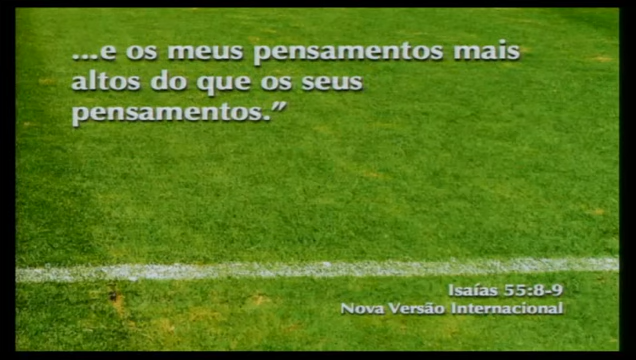 ...e os meus pensamentos mais
altos do que os seus
pensamentos.”
Isaías 55:8-9
Nova Versão Internacional